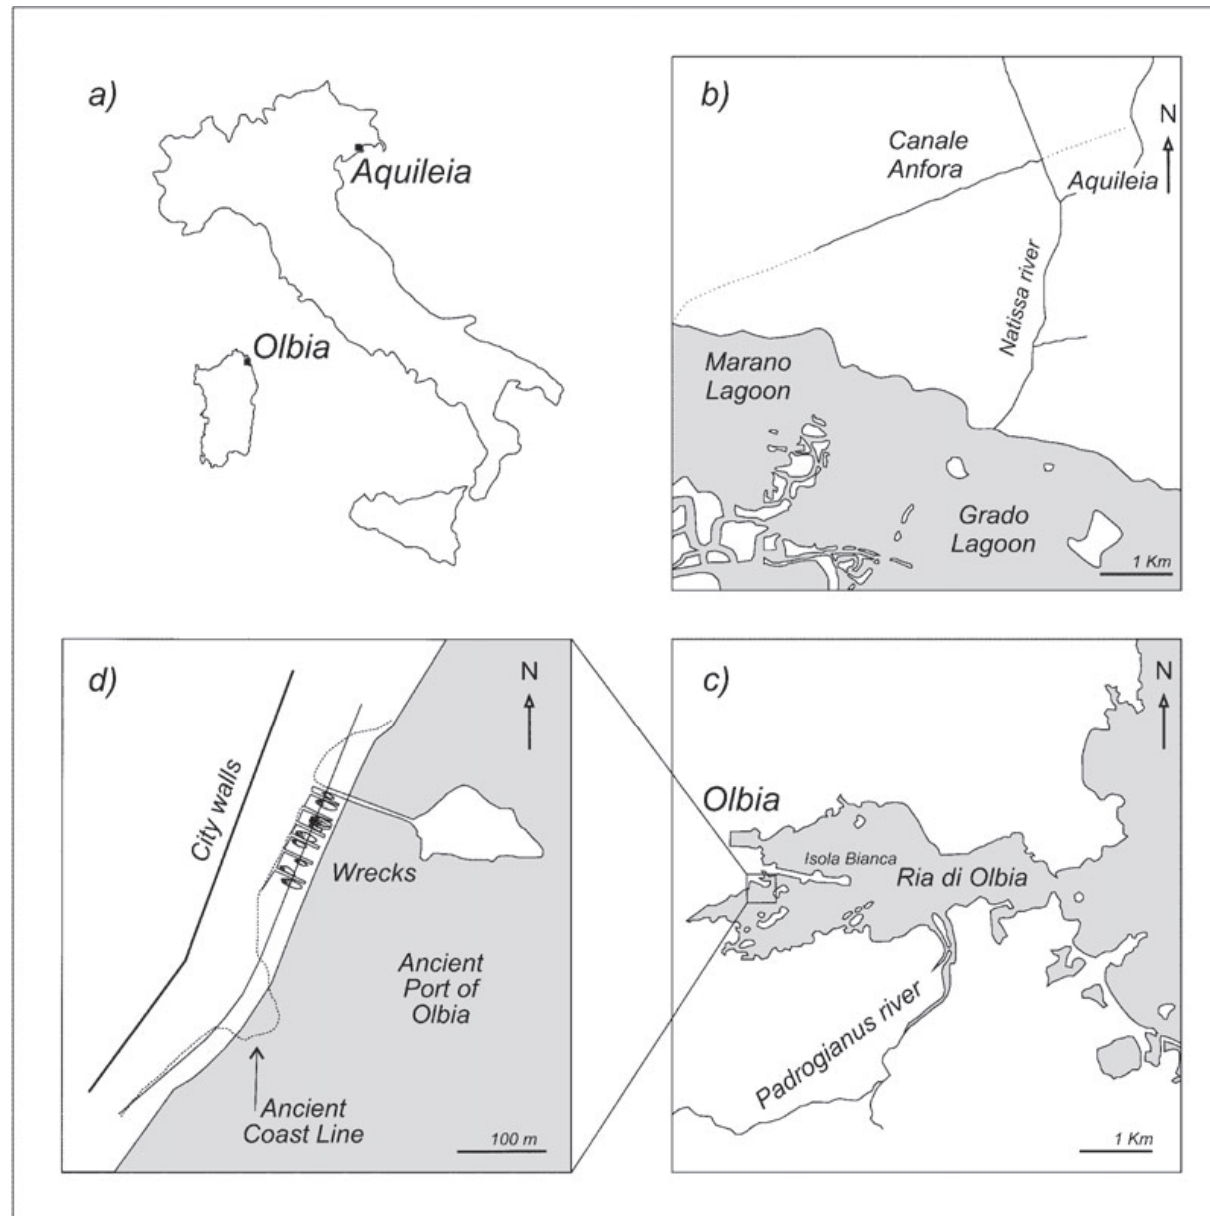 a)
Aquileia
Olbia
b)
N
Canale
Anfora
Aquileia
Natissa river
Marano
Lagoon
Grado
Lagoon
1 Km
d)
N
City walls
Wrecks
Ancient
Port of
Olbia
Ancient
Coast Line
100 m
c)
N
Olbia
Isola Bianca
Ria di Olbia
Padrogianus river
1 Km